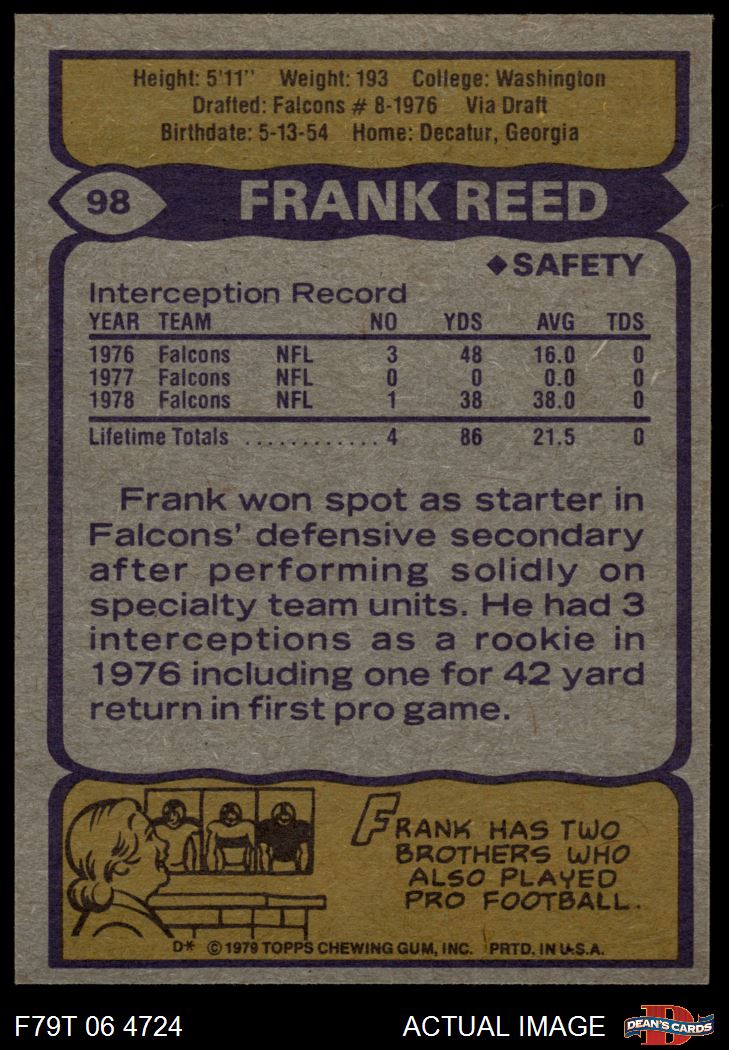 Height: 5'11" Weight: 193 College: Washington
Drafted: Falcons # 8-1976 Via Draft
Birthdate: 5-13-54 Home: Decatur, Georgia
98 FRANK REED
◆SAFETY
Interception Record
YEAR TEAM NO YDS AVG TDS
1976 Falcons NFL 3 48 16.0 0
1977 Falcons NFL 0 0 0.0 0
1978 Falcons NFL 1 38 38.0 0
Lifetime Totals ............ 4 86 21.5 0
Frank won spot as starter in
Falcons' defensive secondary
after performing solidly on
specialty team units. He had 3
interceptions as a rookie in
1976 including one for 42 yard
return in first pro game.
FRANK HAS TWO
BROTHERS WHO
ALSO PLAYED
PRO FOOTBALL.
D* © 1979 TOPPS CHEWING GUM, INC. PRTD. IN U.S.A.
F79T 06 4724 ACTUAL IMAGE D DEAN'S CARDS